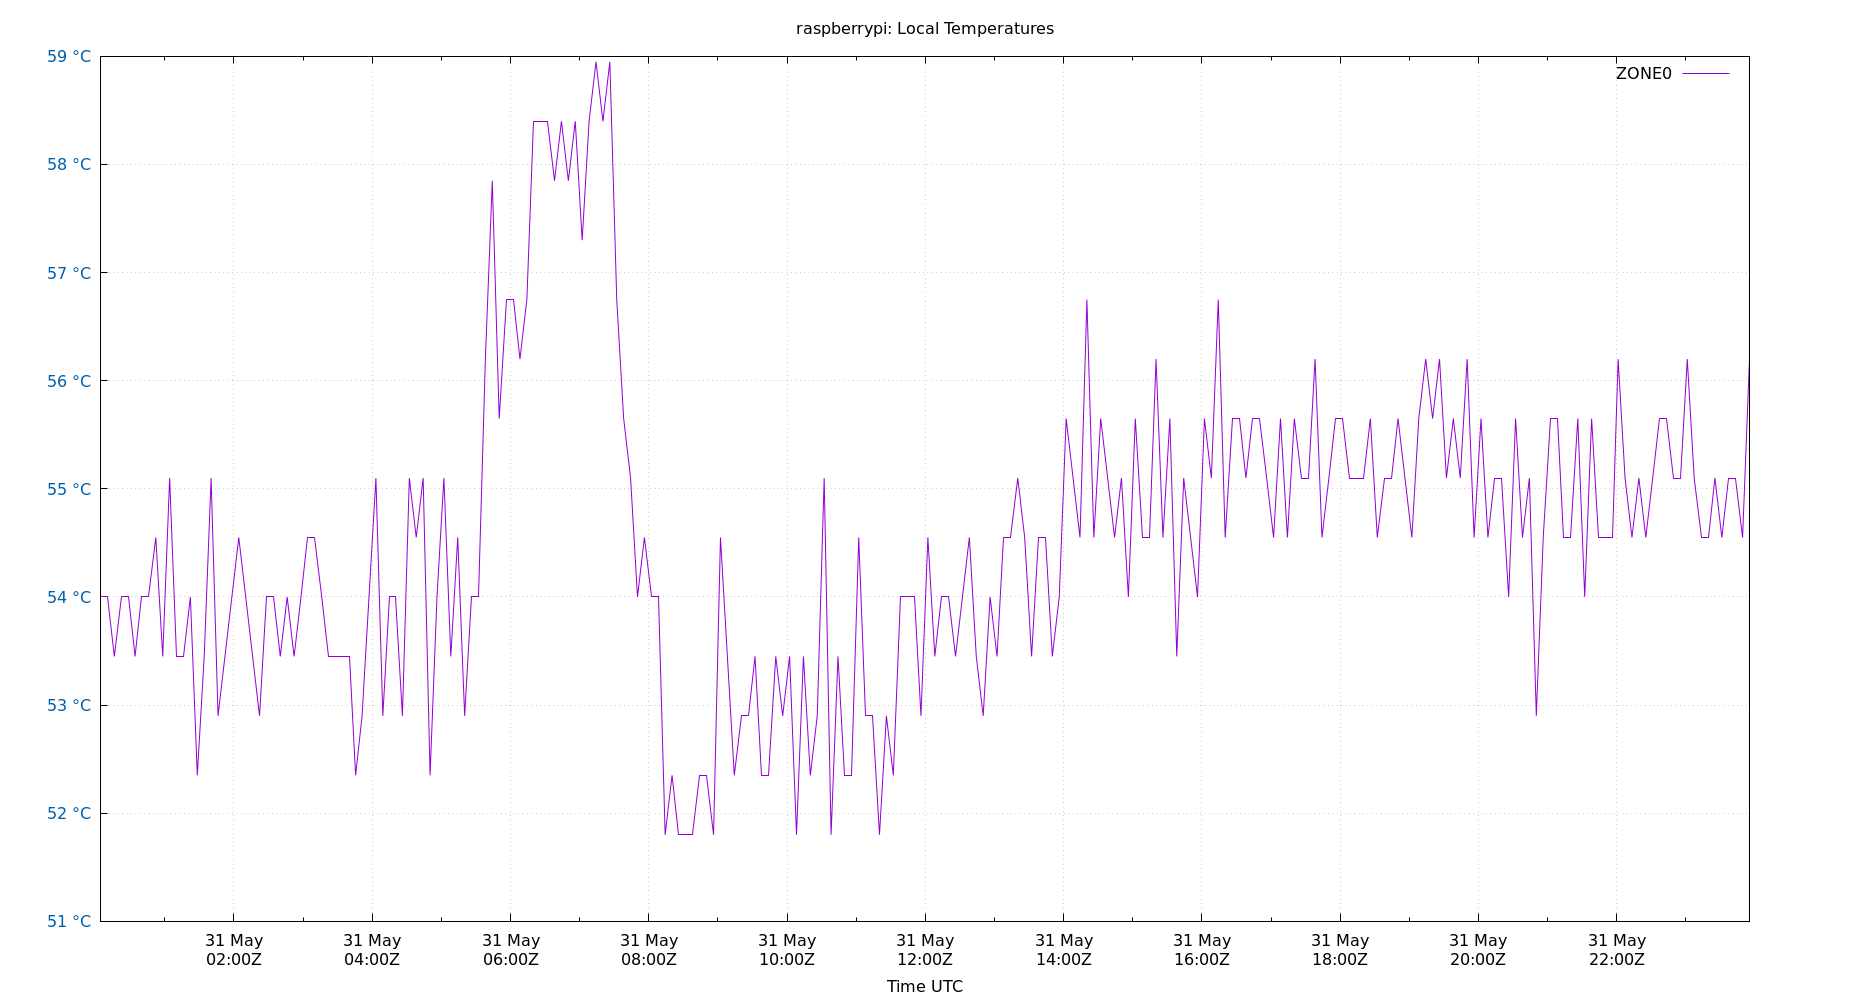 raspberrypi: Local Temperatures
59 °C
ZONE0
58 °C
57 °C
56 °C
55 °C
54 °C
53 °C
52 °C
51 °C
31 May 31 May 31 May 31 May 31 May 31 May 31 May 31 May 31 May 31 May 31 May
02:00Z 04:00Z 06:00Z 08:00Z 10:00Z 12:00Z 14:00Z 16:00Z 18:00Z 20:00Z 22:00Z
Time UTC